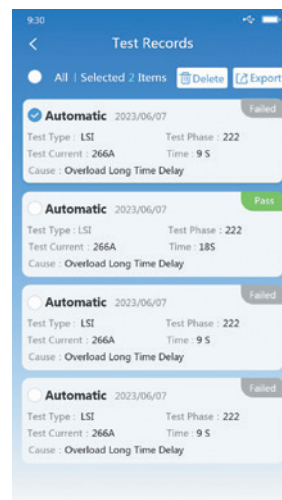 9:30
Test Records
All | Selected 2 Items Delete Export
Automatic 2023/06/07 Failed
Test Type : LSI Test Phase : 222
Test Current : 266A Time : 9 S
Cause : Overload Long Time Delay
Automatic 2023/06/07 Pass
Test Type : LSI Test Phase : 222
Test Current : 266A Time : 18S
Cause : Overload Long Time Delay
Automatic 2023/06/07 Failed
Test Type : LSI Test Phase : 222
Test Current : 266A Time : 9 S
Cause : Overload Long Time Delay
Automatic 2023/06/07 Failed
Test Type : LSI Test Phase : 222
Test Current : 266A Time : 9 S
Cause : Overload Long Time Delay